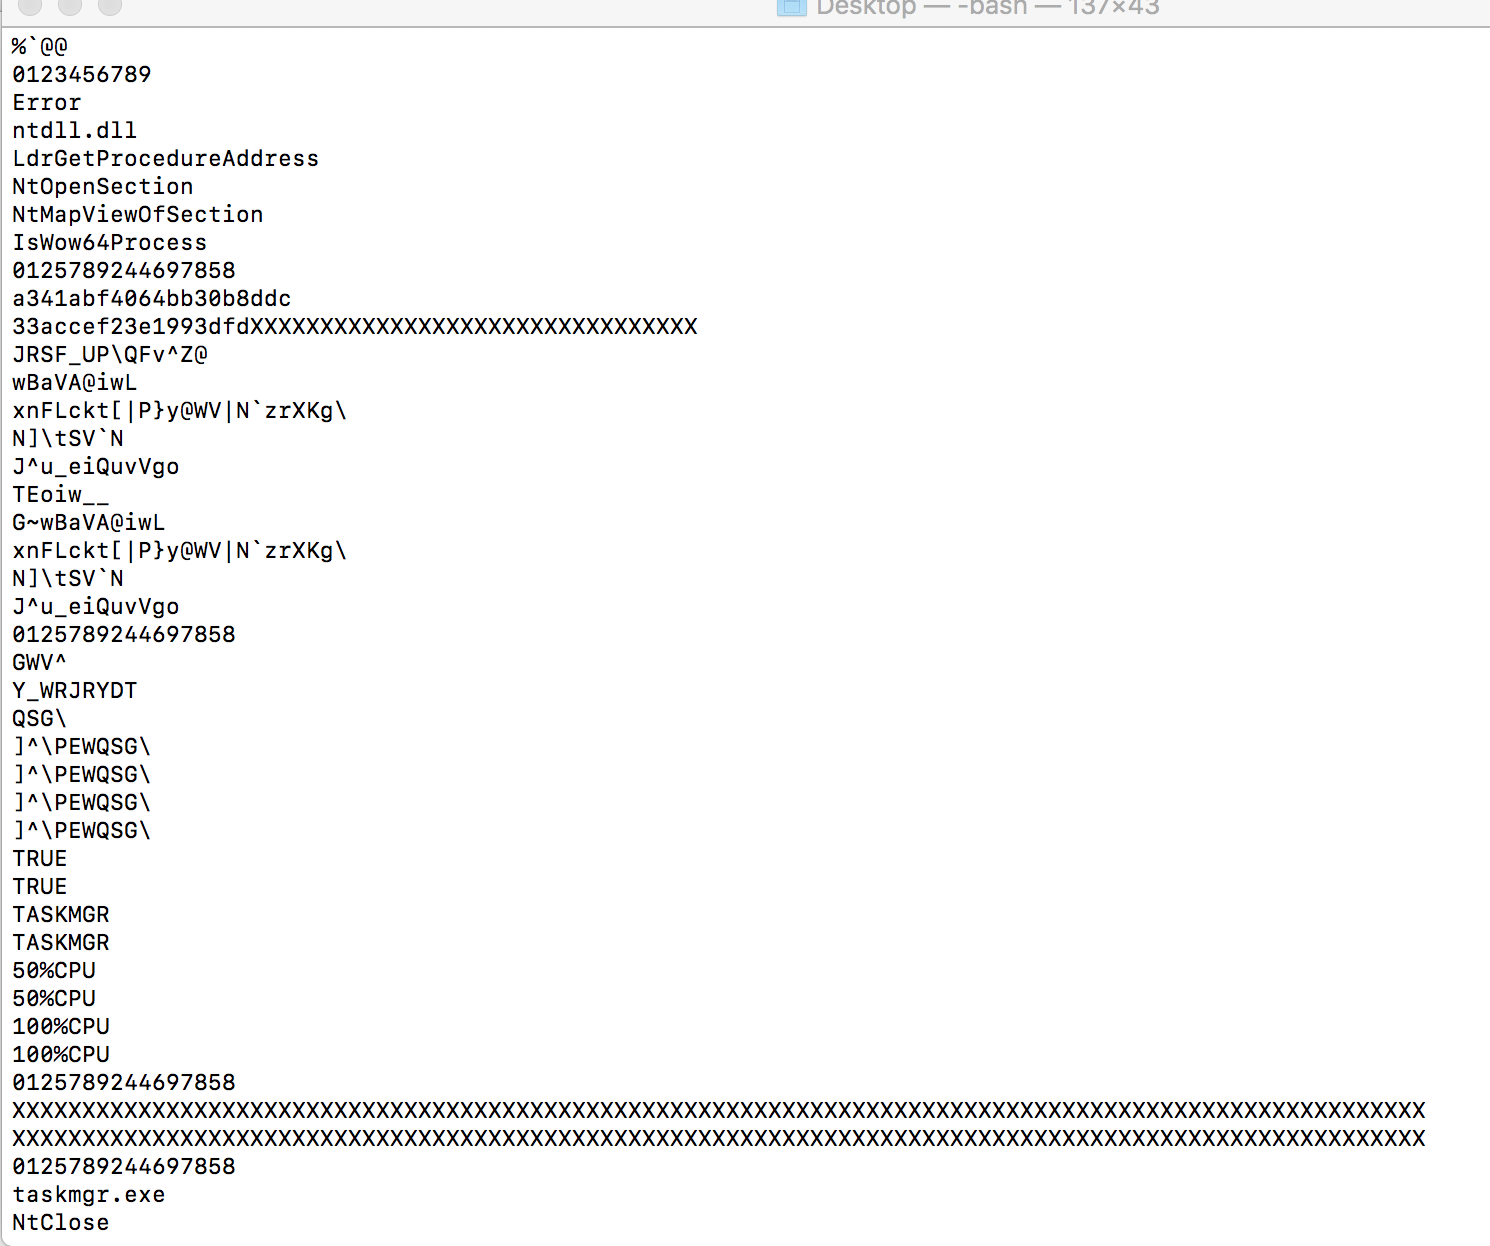 Desktop — -bash — 137×43
%`@@
0123456789
Error
ntdll.dll
LdrGetProcedureAddress
NtOpenSection
NtMapViewOfSection
IsWow64Process
0125789244697858
a341abf4064bb30b8ddc
33accef23e1993dfdXXXXXXXXXXXXXXXXXXXXXXXXXXXXXXXX
JRSF_UP\QFv^Z@
wBaVA@iwL
xnFLckt[|P}y@WV|N`zrXKg\
N]\tSV`N
J^u_eiQuvVgo
TEoiw__
G~wBaVA@iwL
xnFLckt[|P}y@WV|N`zrXKg\
N]\tSV`N
J^u_eiQuvVgo
0125789244697858
GWV^
Y_WRJRYDT
QSG\
]^\PEWQSG\
]^\PEWQSG\
]^\PEWQSG\
]^\PEWQSG\
TRUE
TRUE
TASKMGR
TASKMGR
50%CPU
50%CPU
100%CPU
100%CPU
0125789244697858
XXXXXXXXXXXXXXXXXXXXXXXXXXXXXXXXXXXXXXXXXXXXXXXXXXXXXXXXXXXXXXXXXXXXXXXXXXXXXXXXXXXXXXXXXXXXXXXXXXXXX
XXXXXXXXXXXXXXXXXXXXXXXXXXXXXXXXXXXXXXXXXXXXXXXXXXXXXXXXXXXXXXXXXXXXXXXXXXXXXXXXXXXXXXXXXXXXXXXXXXXXX
0125789244697858
taskmgr.exe
NtClose